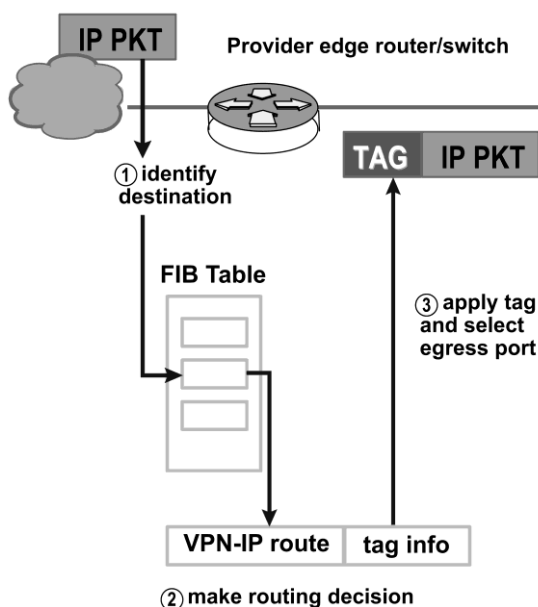 IP PKT
Provider edge router/switch
TAG IP PKT
① identify
destination
FIB Table
③ apply tag
and select
egress port
VPN-IP route tag info
② make routing decision